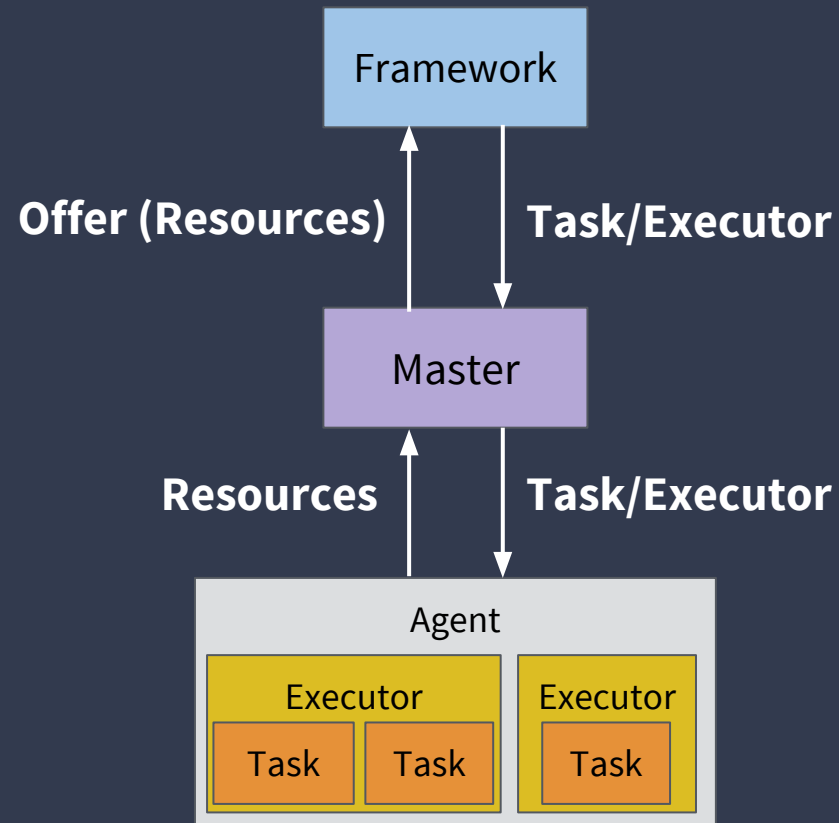 Framework
Offer (Resources)
Task/Executor
Master
Resources
Task/Executor
Agent
Executor
Executor
Task
Task
Task